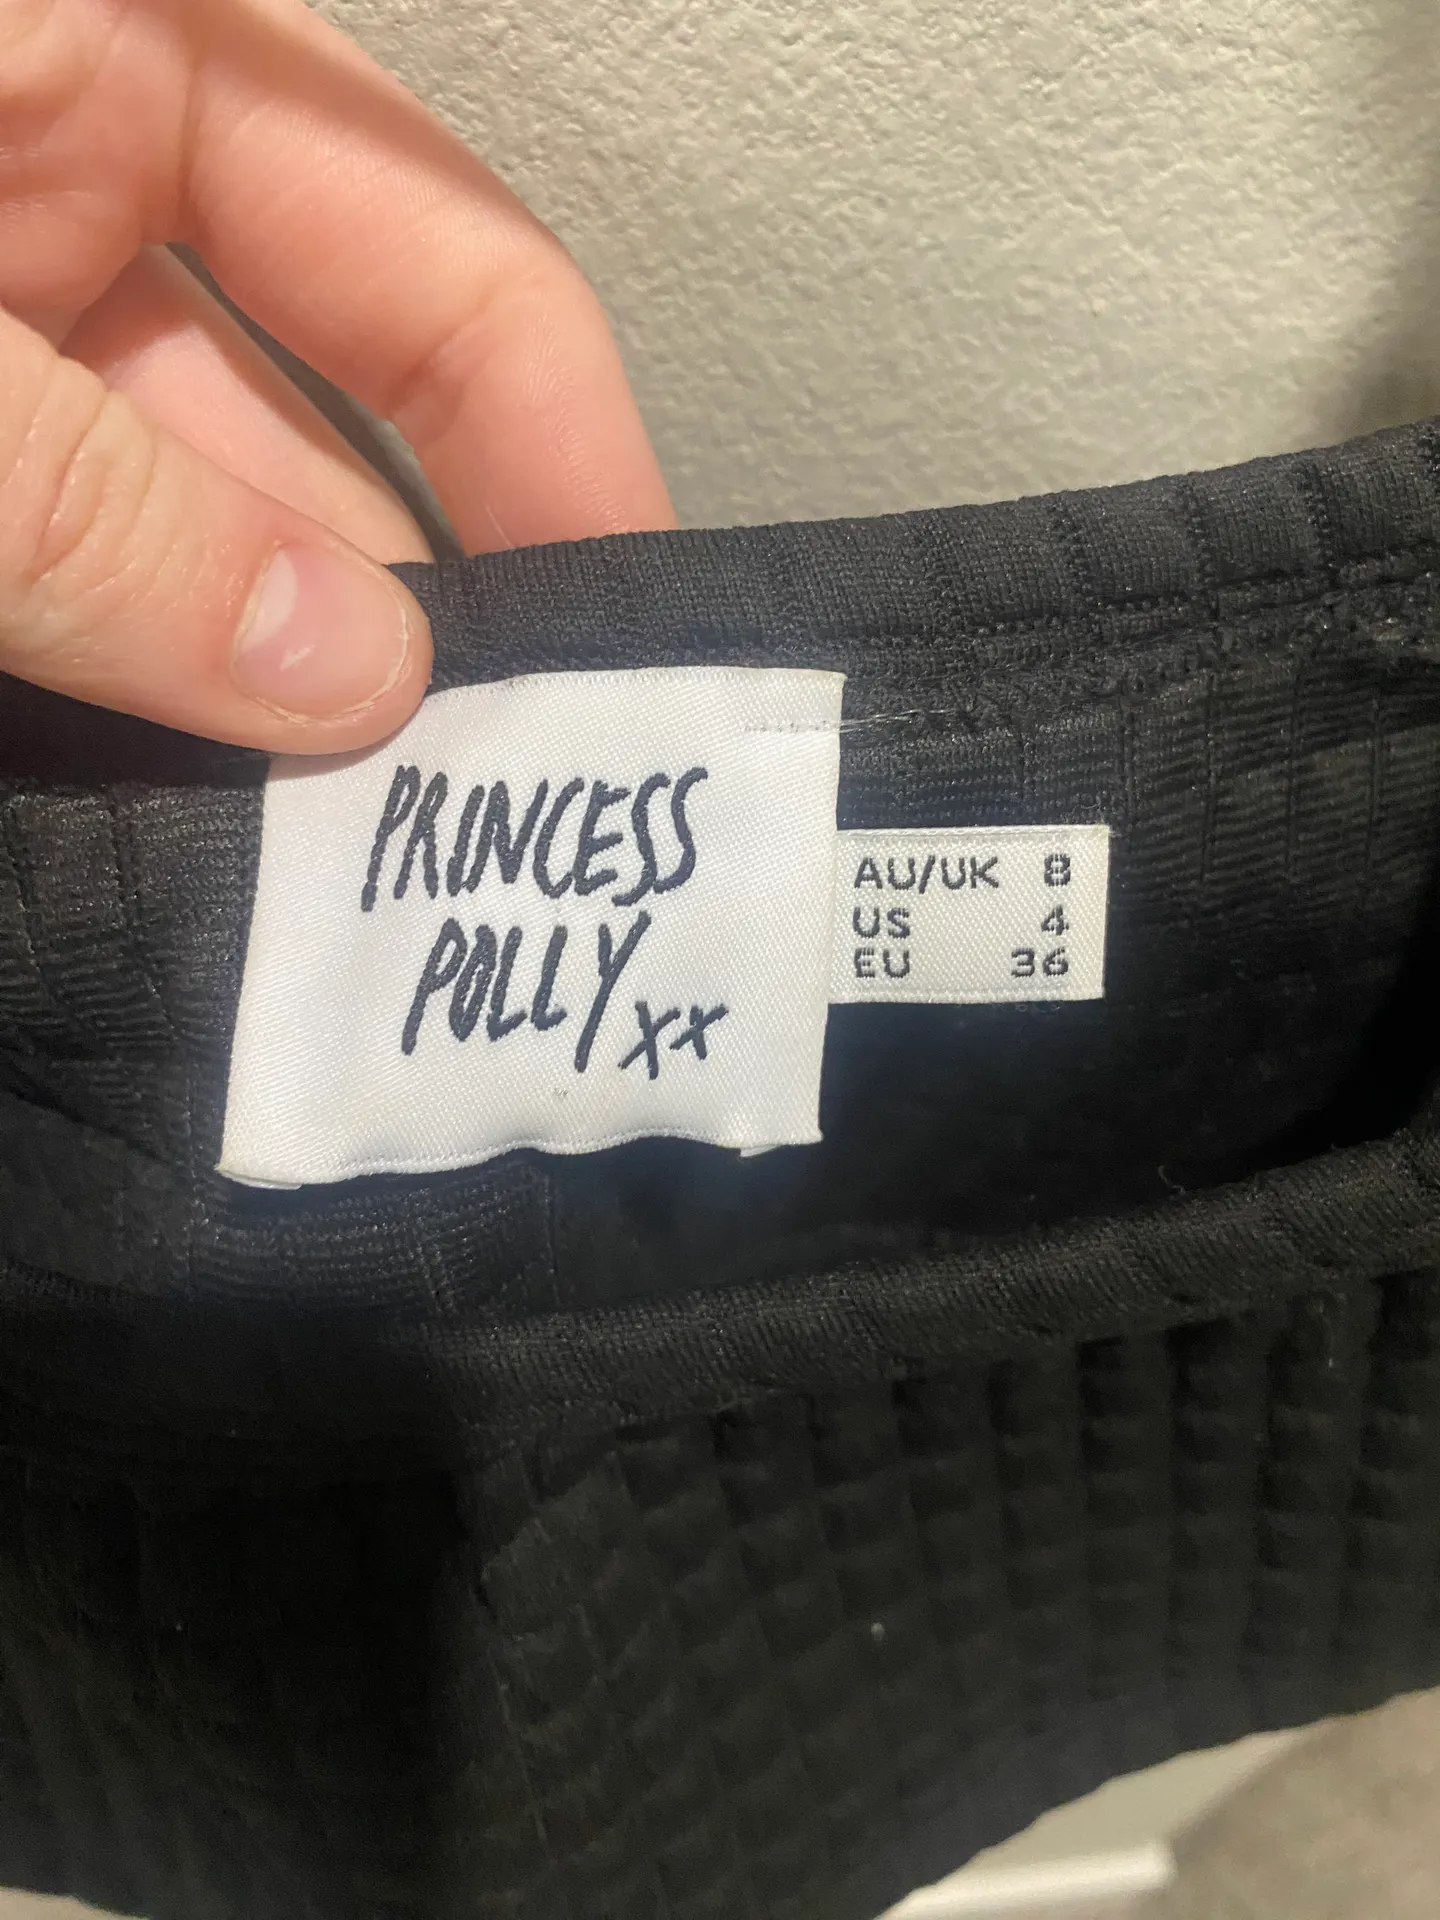 PRINCESS
POLLY xx
AU/UK 8
US 4
EU 36